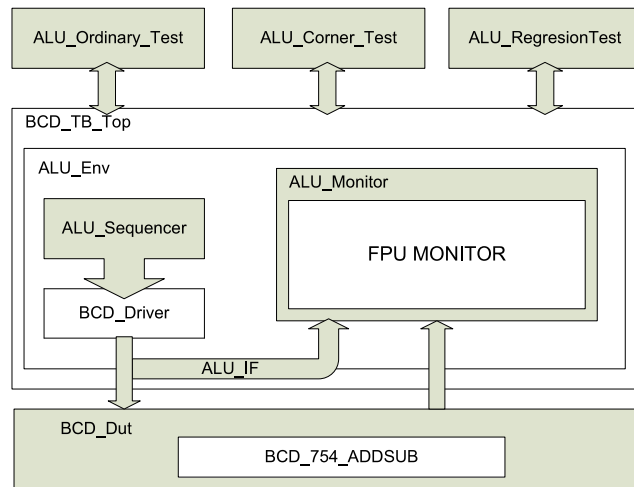 ALU_Ordinary_Test
ALU_Corner_Test
ALU_RegresionTest
BCD_TB_Top
ALU_Env
ALU_Monitor
ALU_Sequencer
FPU MONITOR
BCD_Driver
ALU_IF
BCD_Dut
BCD_754_ADDSUB